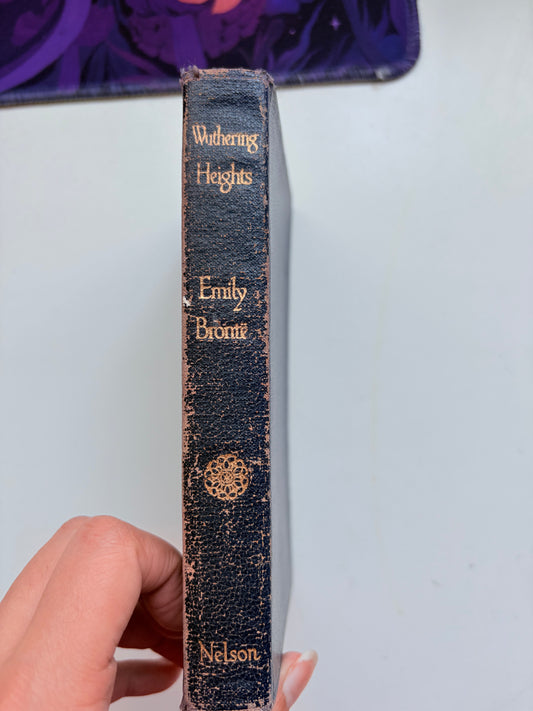 Wuthering
Heights
Emily
Brontë
Nelson